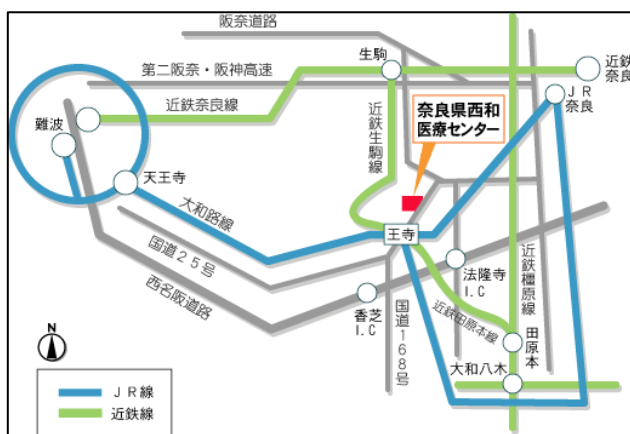 阪奈道路
生駒
近鉄
奈良
第二阪奈・阪神高速
近鉄奈良線
JR
奈良
難波
近鉄生駒線
奈良県西和
医療センター
天王寺
大和路線
王寺
国道25号
法隆寺
I.C
近鉄橿原線
西名阪道路
香芝
I.C
国道168号
近鉄田原本線
田原本
大和八木
N
JR線
近鉄線